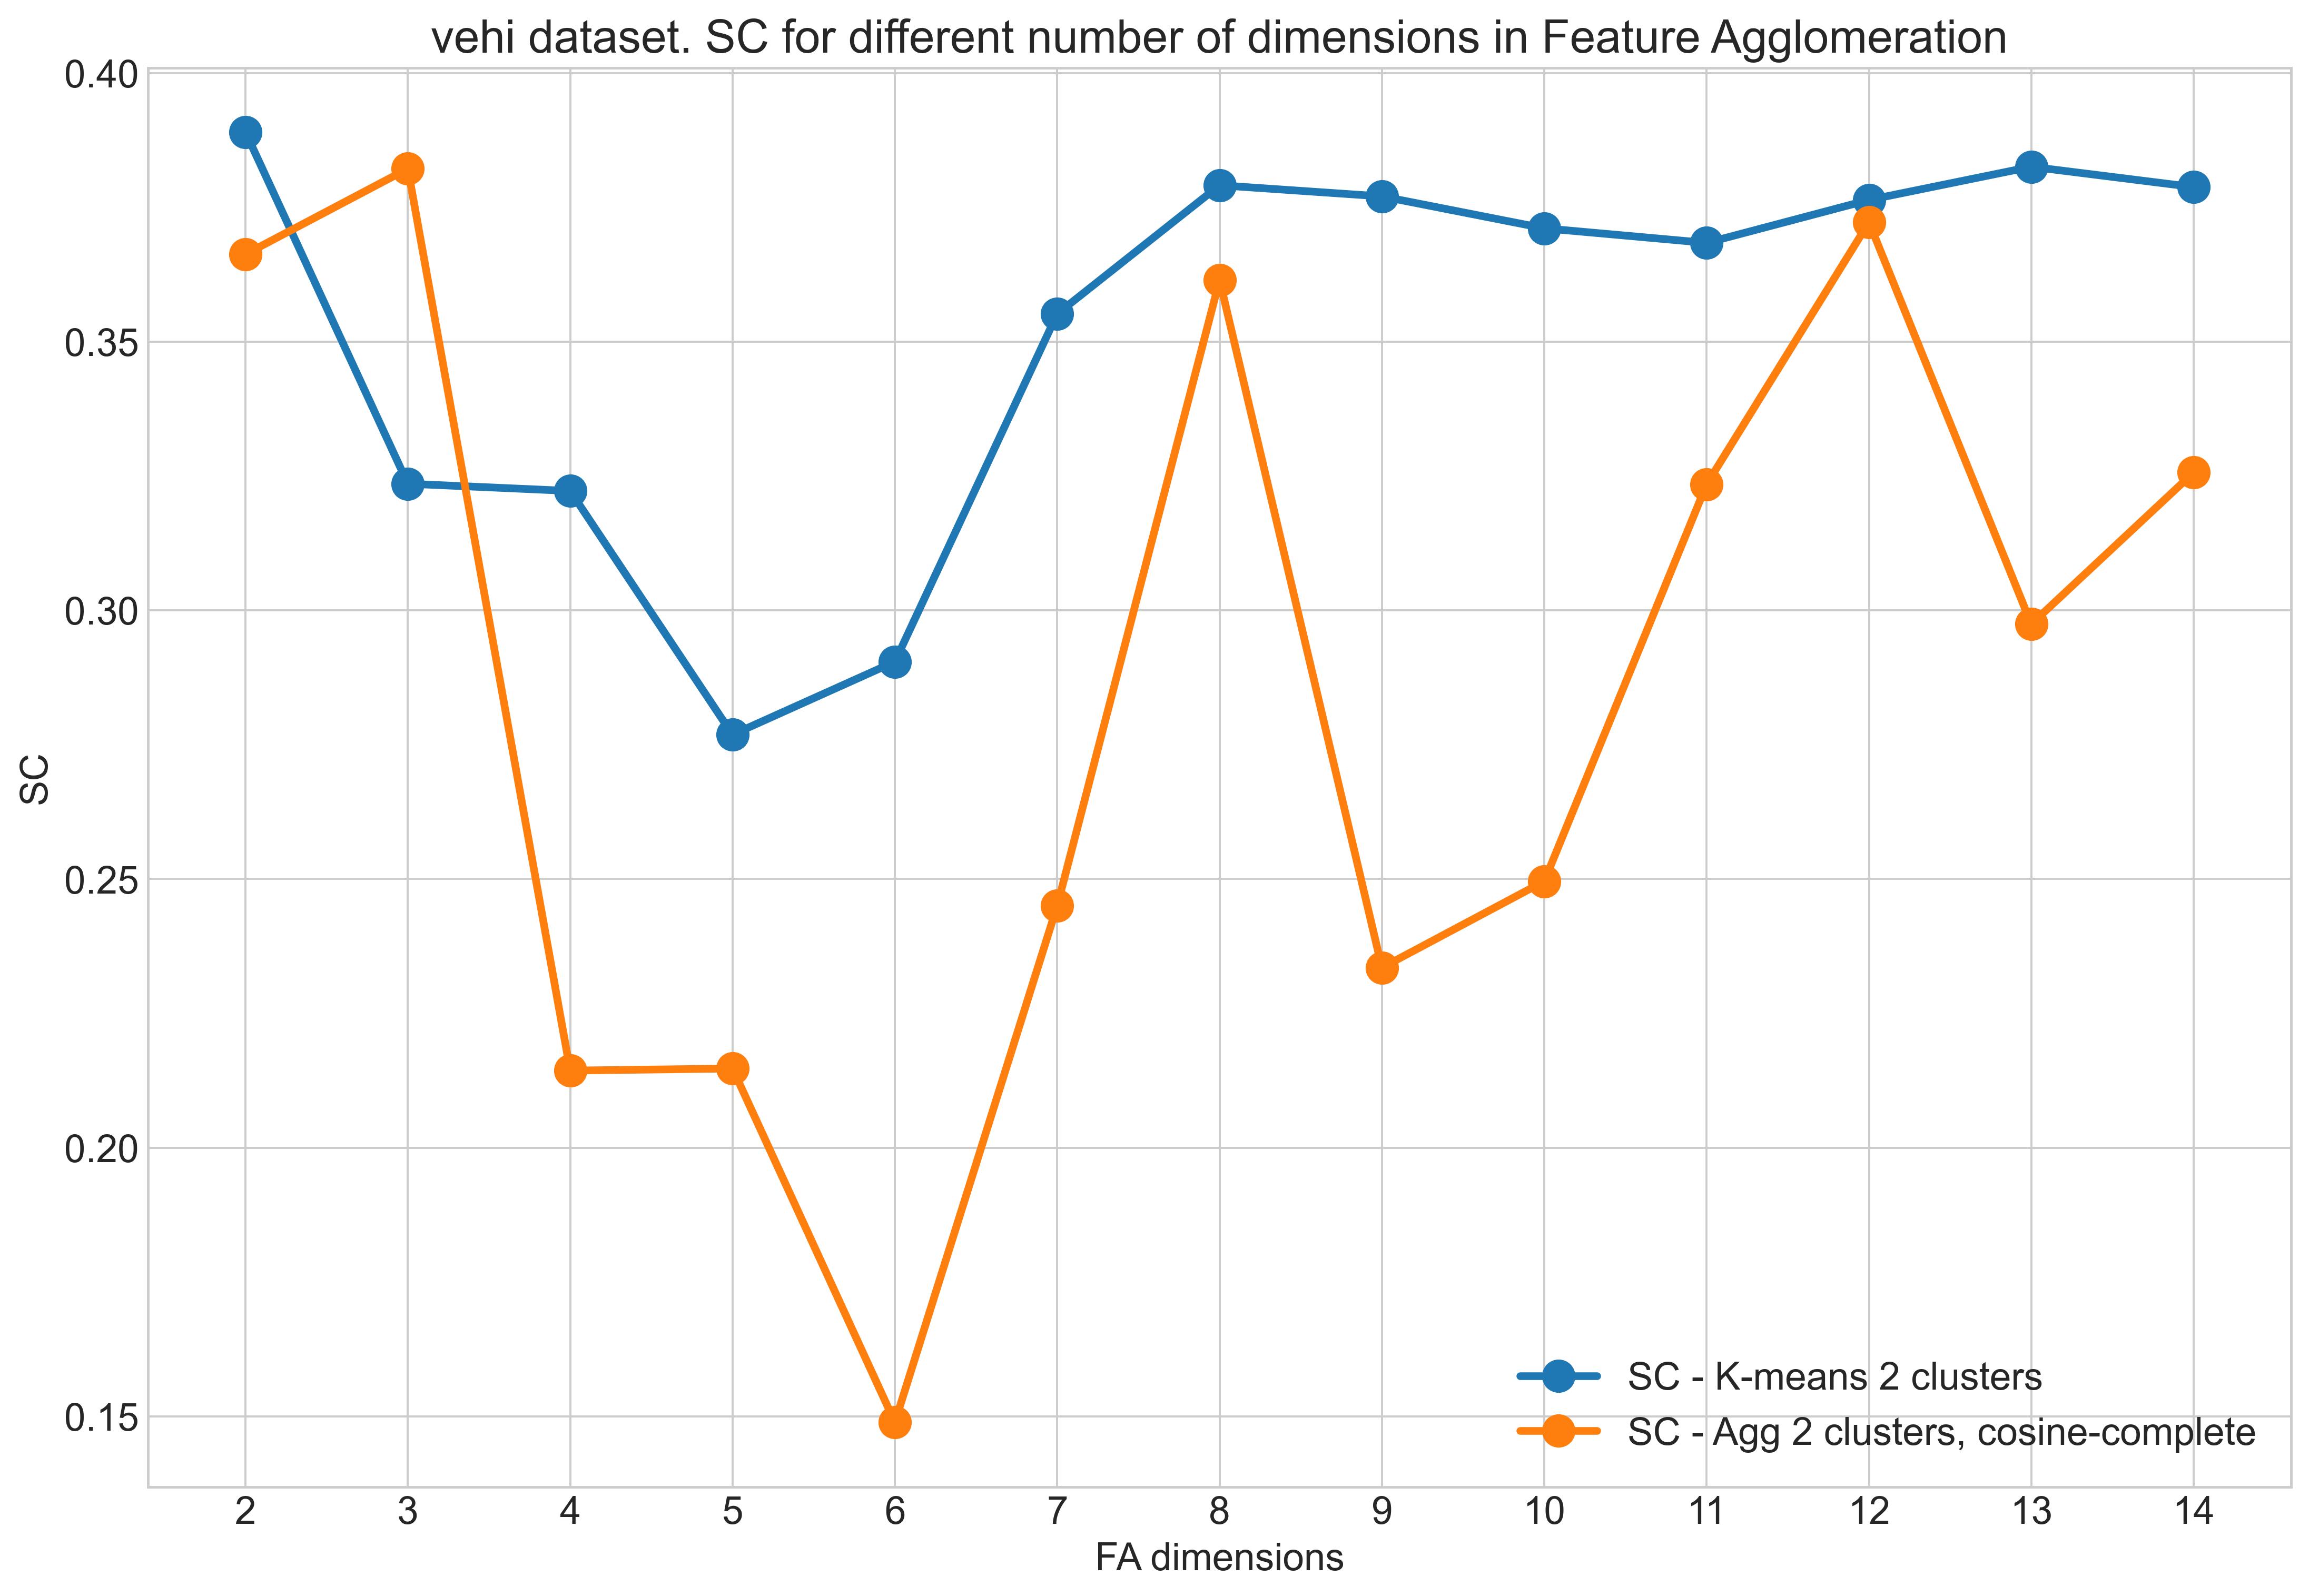 vehi dataset. SC for different number of dimensions in Feature Agglomeration
0.40
0.35
0.30
0.25
0.20
0.15
SC
SC - K-means 2 clusters
SC - Agg 2 clusters, cosine-complete
2 3 4 5 6 7 8 9 10 11 12 13 14
FA dimensions